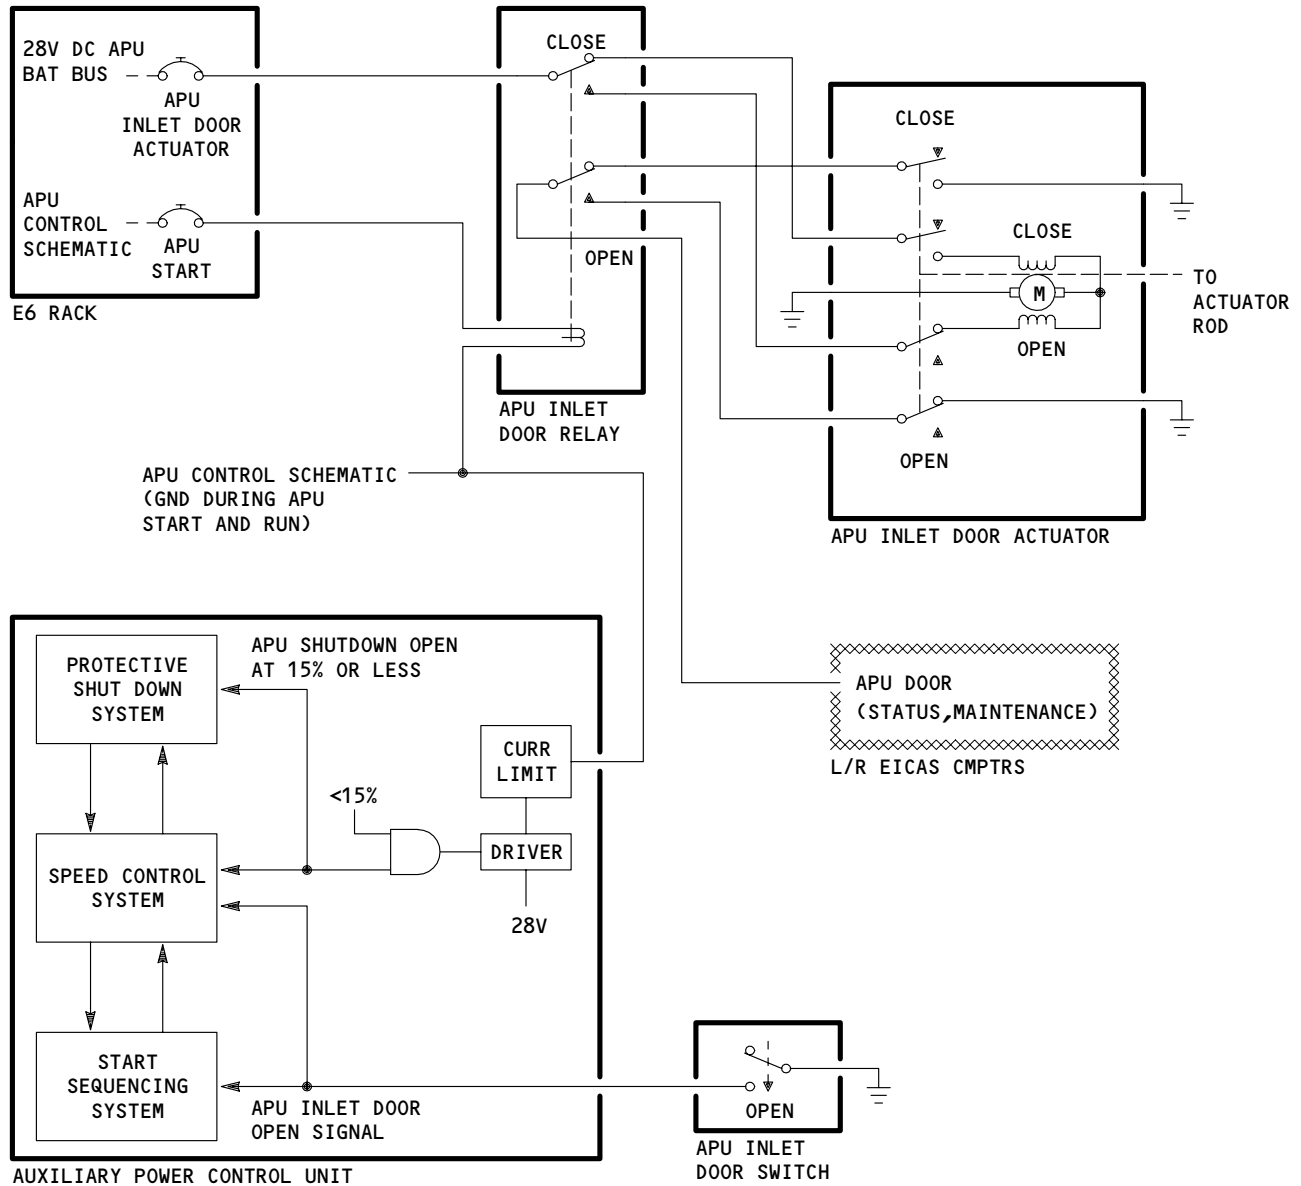 28V DC APU
BAT BUS
APU
INLET DOOR
ACTUATOR
APU
CONTROL
SCHEMATIC
APU
START
E6 RACK
CLOSE
OPEN
APU INLET
DOOR RELAY
CLOSE
CLOSE
M
OPEN
OPEN
TO
ACTUATOR
ROD
APU INLET DOOR ACTUATOR
APU CONTROL SCHEMATIC
(GND DURING APU
START AND RUN)
APU DOOR
(STATUS,MAINTENANCE)
L/R EICAS CMPTRS
PROTECTIVE
SHUT DOWN
SYSTEM
APU SHUTDOWN OPEN
AT 15% OR LESS
CURR
LIMIT
<15%
DRIVER
28V
SPEED CONTROL
SYSTEM
START
SEQUENCING
SYSTEM
APU INLET DOOR
OPEN SIGNAL
AUXILIARY POWER CONTROL UNIT
OPEN
APU INLET
DOOR SWITCH